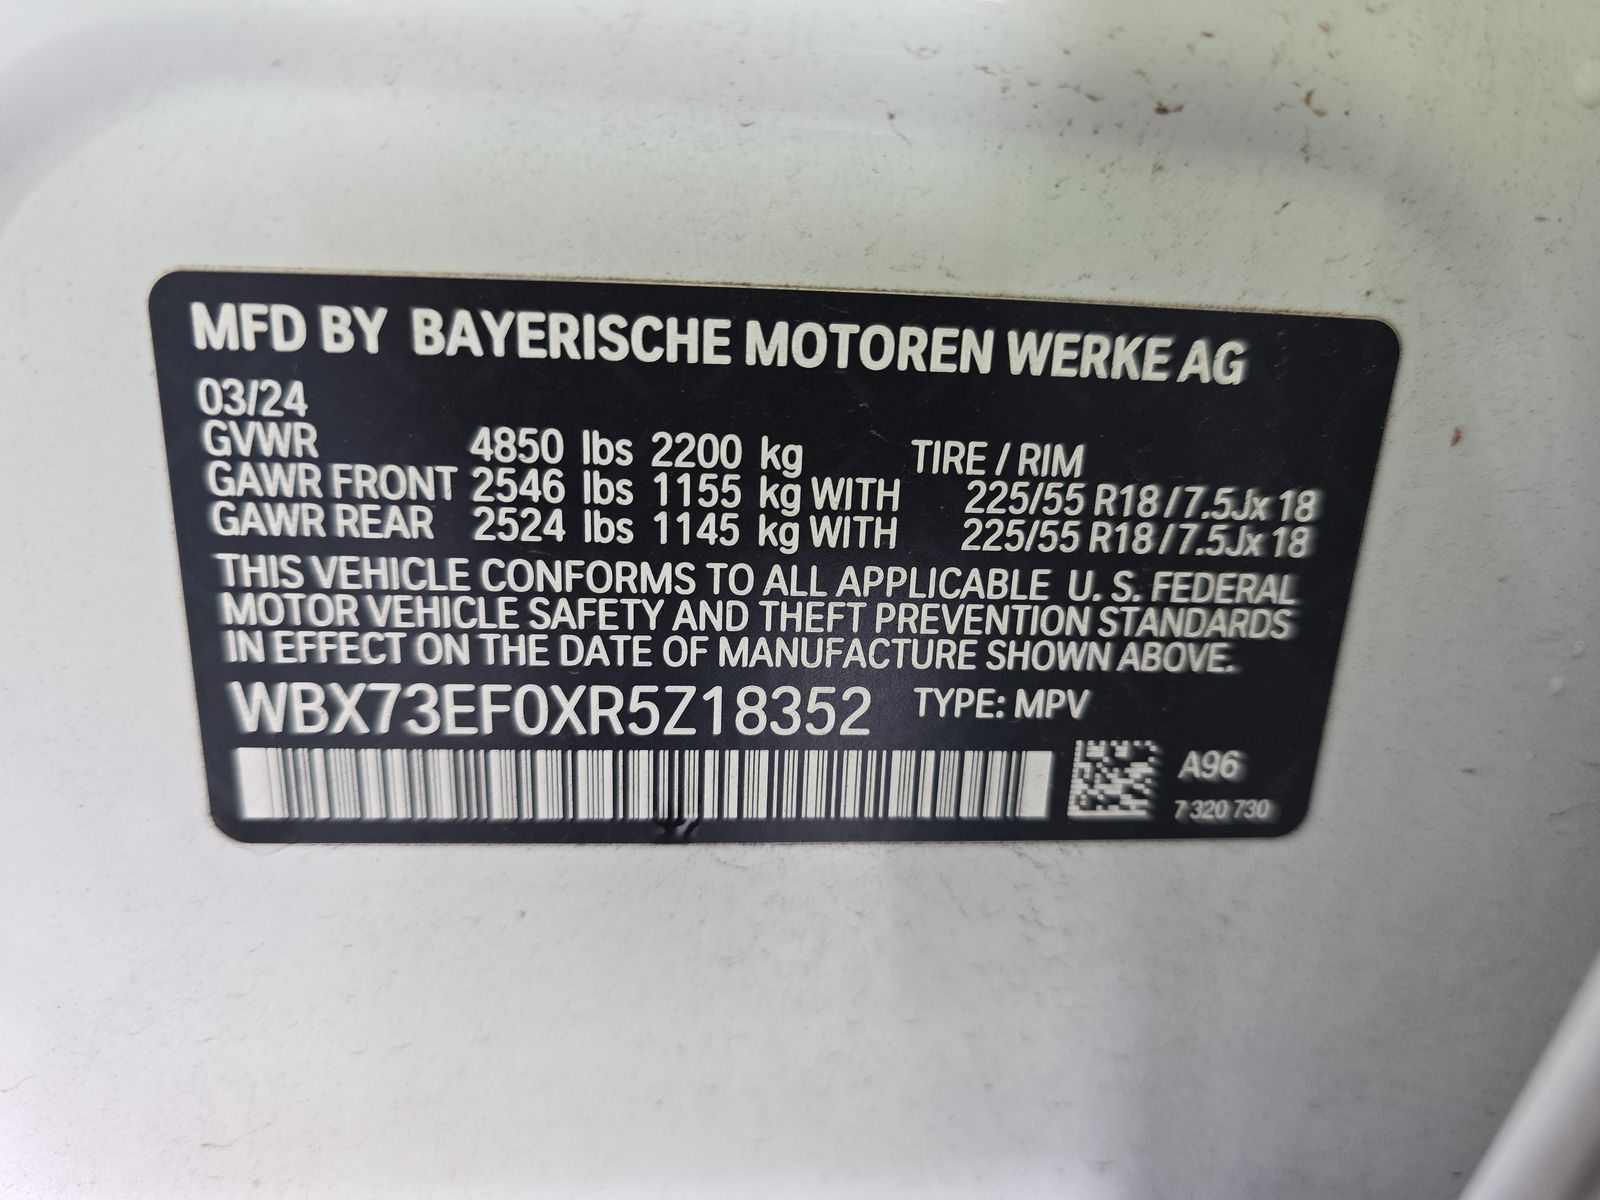 MFD BY BAYERISCHE MOTOREN WERKE AG
03/24
GVWR 4850 lbs 2200 kg TIRE / RIM
GAWR FRONT 2546 lbs 1155 kg WITH 225/55 R18 / 7.5Jx 18
GAWR REAR 2524 lbs 1145 kg WITH 225/55 R18 / 7.5Jx 18
THIS VEHICLE CONFORMS TO ALL APPLICABLE U. S. FEDERAL
MOTOR VEHICLE SAFETY AND THEFT PREVENTION STANDARDS
IN EFFECT ON THE DATE OF MANUFACTURE SHOWN ABOVE.
WBX73EF0XR5Z18352 TYPE: MPV
A96
7 320 730